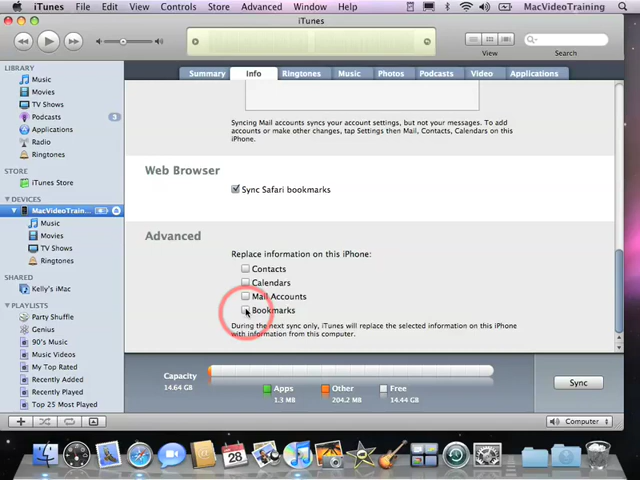 iTunes Store Controls Store Advanced Window Help MacVideoTraining
iTunes
View Search
LIBRARY
Music
Movies
TV Shows
Podcasts 3
Applications
Radio
Ringtones
STORE
iTunes Store
DEVICES
MacVideoTrain...
Music
Movies
TV Shows
Ringtones
SHARED
Kelly's iMac
PLAYLISTS
Party Shuffle
Genius
90's Music
Music Videos
My Top Rated
Recently Added
Recently Played
Top 25 Most Played
Summary Info Ringtones Music Photos Podcasts Video Applications
Syncing Mail accounts syncs your account settings, but not your messages. To add
accounts or make other changes, tap Settings then Mail, Contacts, Calendars on this
iPhone.
Web Browser
Sync Safari bookmarks
Advanced
Replace information on this iPhone:
Contacts
Calendars
Mail Accounts
Bookmarks
During the next sync only, iTunes will replace the selected information on this iPhone
with information from this computer.
Capacity
14.64 GB
Apps
1.3 MB
Other
204.2 MB
Free
14.44 GB
Sync
Computer
28